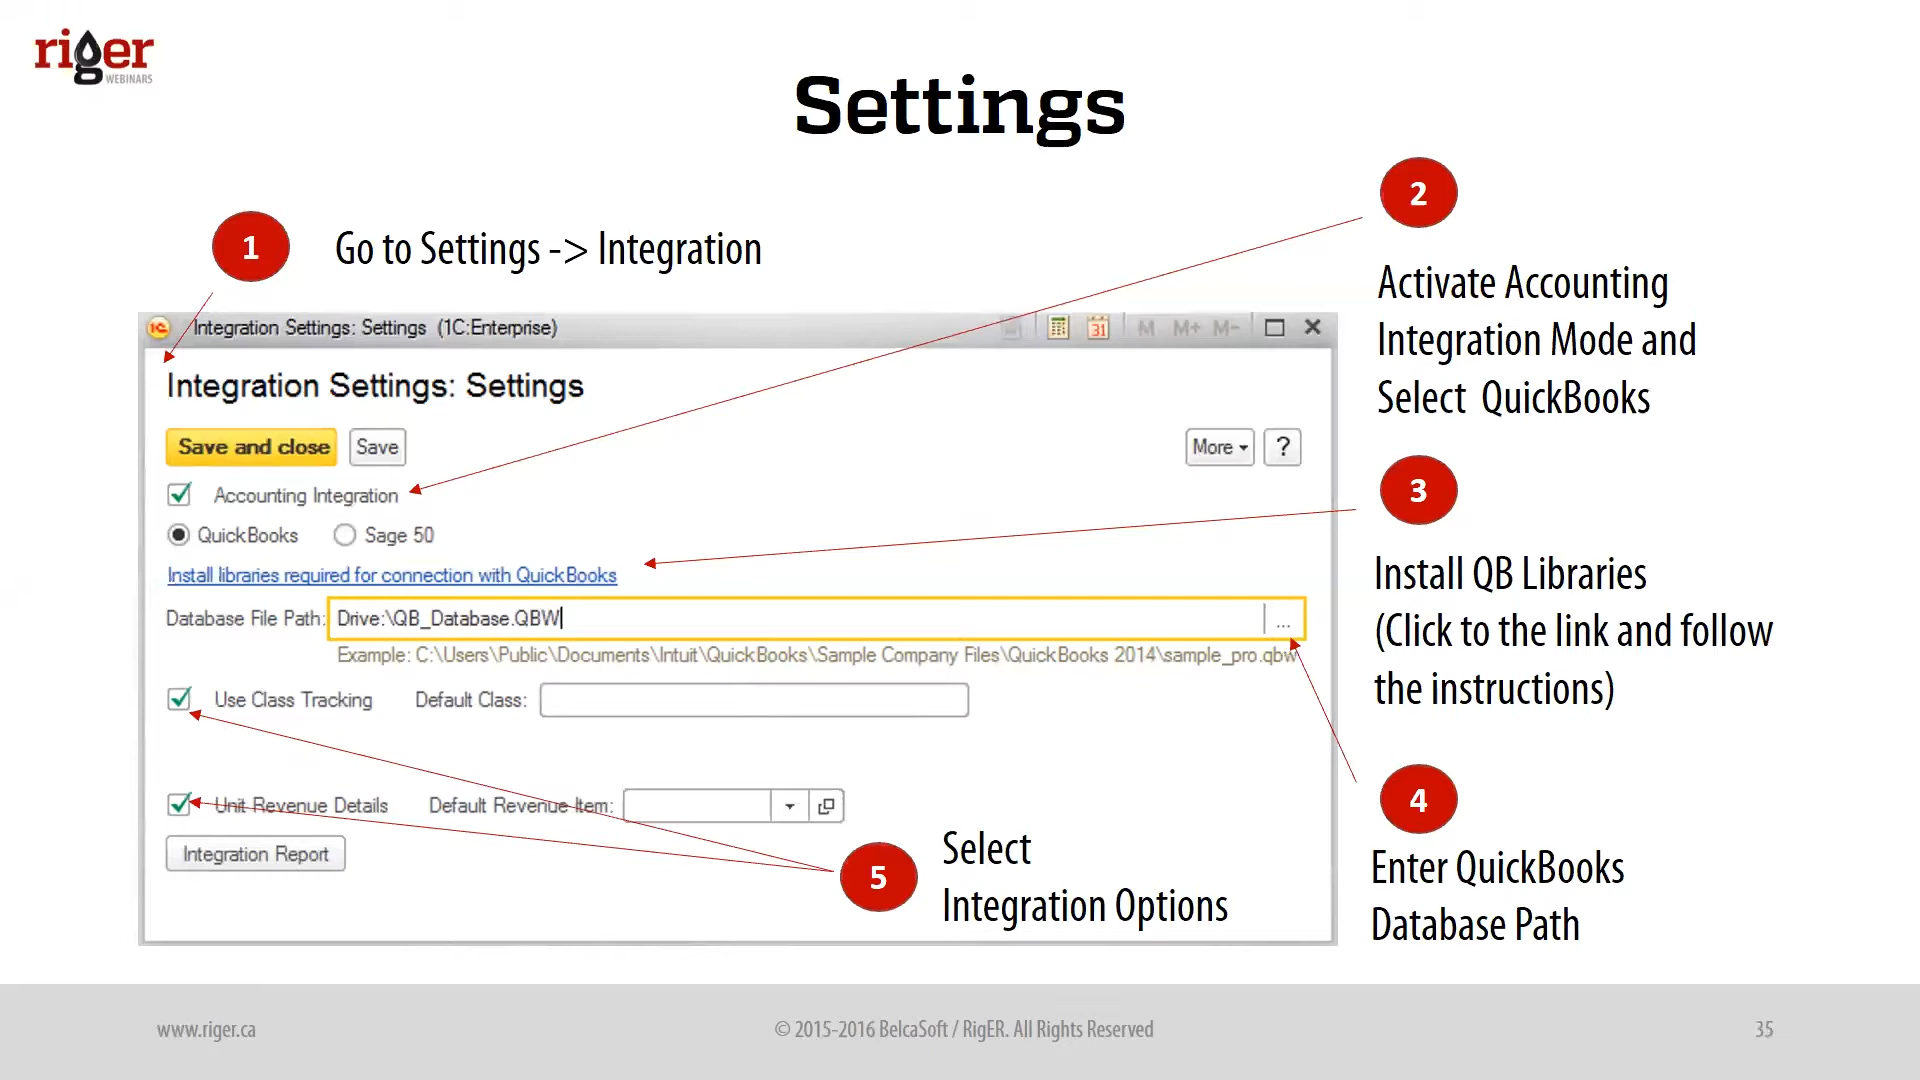 riger
WEBINARS
Settings
1
Go to Settings -> Integration
2
Activate Accounting
Integration Mode and
Select QuickBooks
Integration Settings: Settings (1C:Enterprise)
31
M M+ M-
Integration Settings: Settings
Save and close
Save
More
?
Accounting Integration
QuickBooks
Sage 50
Install libraries required for connection with QuickBooks
Database File Path:
Drive:\QB_Database.QBW
...
Example: C:\Users\Public\Documents\Intuit\QuickBooks\Sample Company Files\QuickBooks 2014\sample_pro.qbw
Use Class Tracking
Default Class:
Unit Revenue Details
Default Revenue Item:
Integration Report
3
Install QB Libraries
(Click to the link and follow
the instructions)
4
Enter QuickBooks
Database Path
5
Select
Integration Options
www.riger.ca
© 2015-2016 BelcaSoft / RigER. All Rights Reserved
35